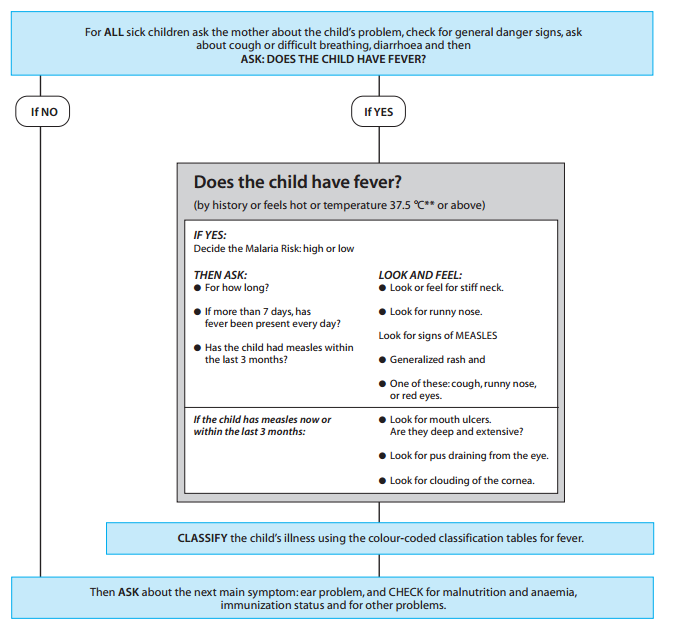 For ALL sick children ask the mother about the child's problem, check for general danger signs, ask
about cough or difficult breathing, diarrhoea and then
ASK: DOES THE CHILD HAVE FEVER?
If NO
If YES
Does the child have fever?
(by history or feels hot or temperature 37.5 ºC** or above)
IF YES:
Decide the Malaria Risk: high or low
THEN ASK:
● For how long?
● If more than 7 days, has
fever been present every day?
● Has the child had measles within
the last 3 months?
LOOK AND FEEL:
● Look or feel for stiff neck.
● Look for runny nose.
Look for signs of MEASLES
● Generalized rash and
● One of these: cough, runny nose,
or red eyes.
If the child has measles now or
within the last 3 months:
● Look for mouth ulcers.
Are they deep and extensive?
● Look for pus draining from the eye.
● Look for clouding of the cornea.
CLASSIFY the child's illness using the colour-coded classification tables for fever.
Then ASK about the next main symptom: ear problem, and CHECK for malnutrition and anaemia,
immunization status and for other problems.